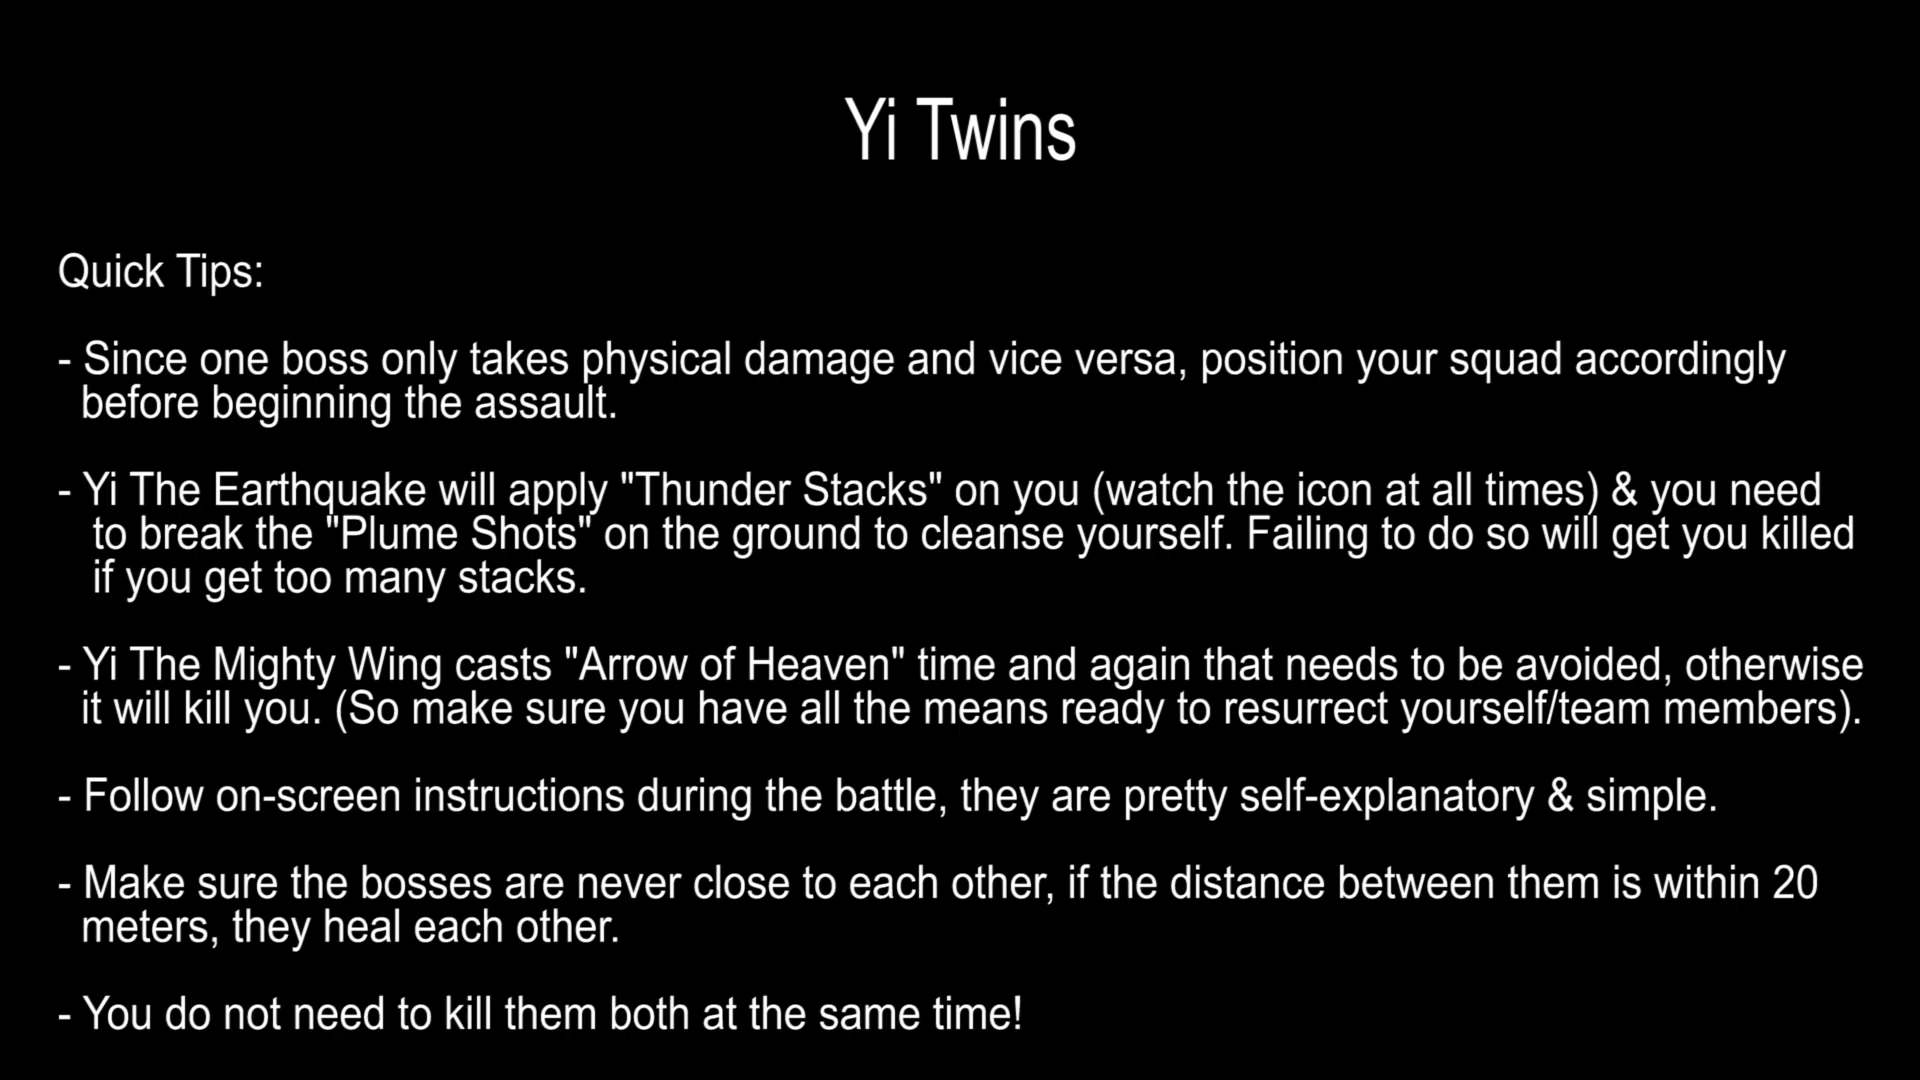 Yi Twins
Quick Tips:
- Since one boss only takes physical damage and vice versa, position your squad accordingly
before beginning the assault.
- Yi The Earthquake will apply "Thunder Stacks" on you (watch the icon at all times) & you need
to break the "Plume Shots" on the ground to cleanse yourself. Failing to do so will get you killed
if you get too many stacks.
- Yi The Mighty Wing casts "Arrow of Heaven" time and again that needs to be avoided, otherwise
it will kill you. (So make sure you have all the means ready to resurrect yourself/team members).
- Follow on-screen instructions during the battle, they are pretty self-explanatory & simple.
- Make sure the bosses are never close to each other, if the distance between them is within 20
meters, they heal each other.
- You do not need to kill them both at the same time!